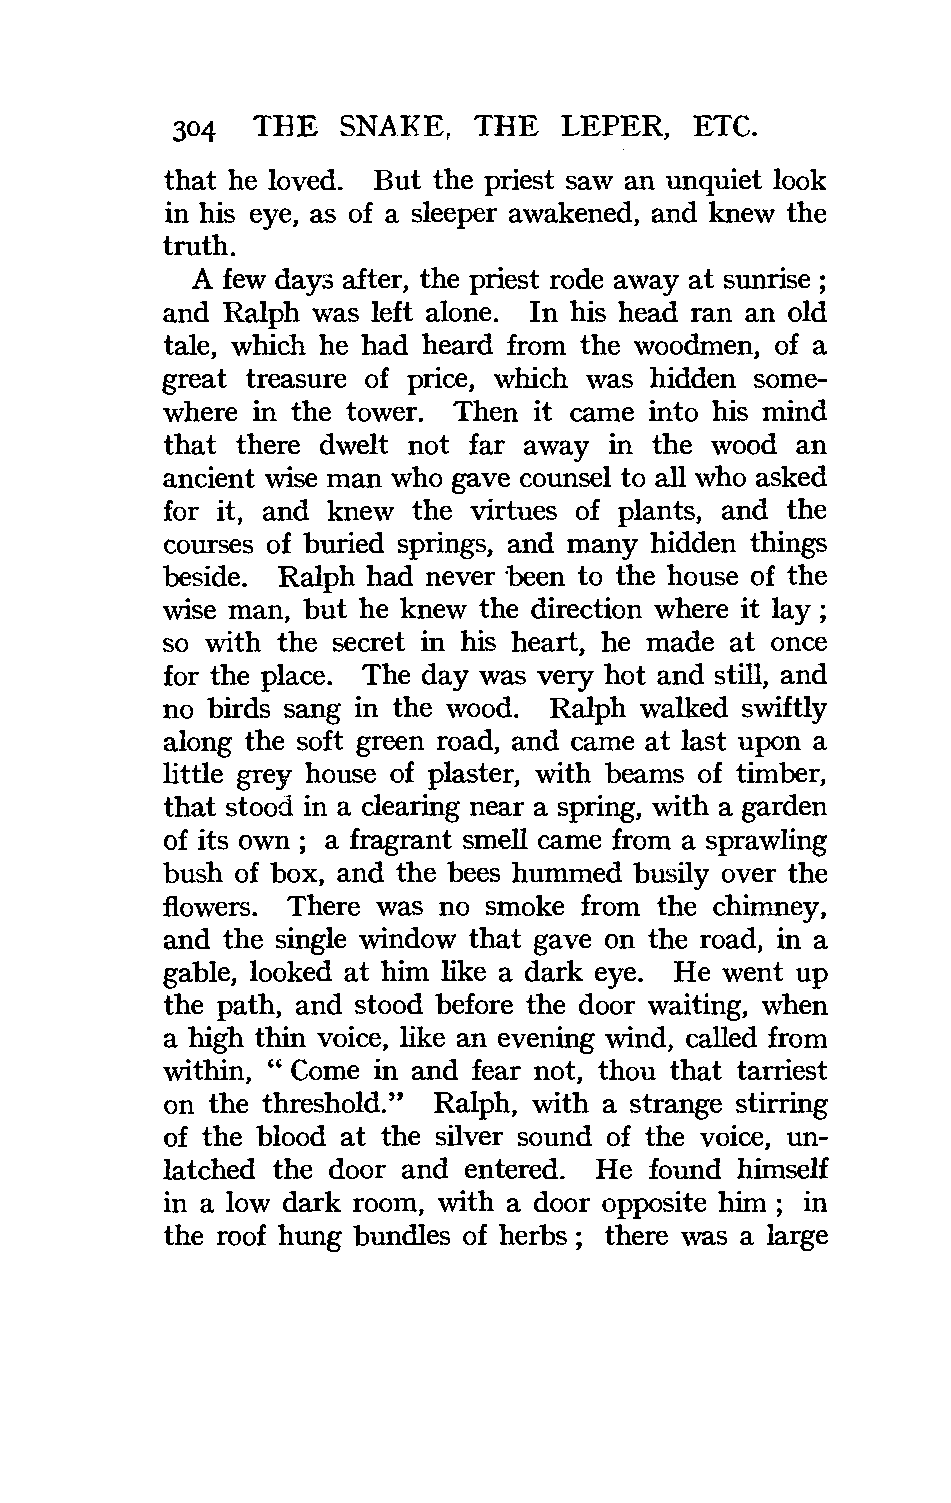 304 THE SNAKE, THE LEPER, ETC.
that he loved. But the priest saw an unquiet look
in his eye, as of a sleeper awakened, and knew the
truth.
A few days after, the priest rode away at sunrise ;
and Ralph was left alone. In his head ran an old
tale, which he had heard from the woodmen, of a
great treasure of price, which was hidden some-
where in the tower. Then it came into his mind
that there dwelt not far away in the wood an
ancient wise man who gave counsel to all who asked
for it, and knew the virtues of plants, and the
courses of buried springs, and many hidden things
beside. Ralph had never been to the house of the
wise man, but he knew the direction where it lay ;
so with the secret in his heart, he made at once
for the place. The day was very hot and still, and
no birds sang in the wood. Ralph walked swiftly
along the soft green road, and came at last upon a
little grey house of plaster, with beams of timber,
that stood in a clearing near a spring, with a garden
of its own ; a fragrant smell came from a sprawling
bush of box, and the bees hummed busily over the
flowers. There was no smoke from the chimney,
and the single window that gave on the road, in a
gable, looked at him like a dark eye. He went up
the path, and stood before the door waiting, when
a high thin voice, like an evening wind, called from
within, “ Come in and fear not, thou that tarriest
on the threshold.” Ralph, with a strange stirring
of the blood at the silver sound of the voice, un-
latched the door and entered. He found himself
in a low dark room, with a door opposite him ; in
the roof hung bundles of herbs ; there was a large